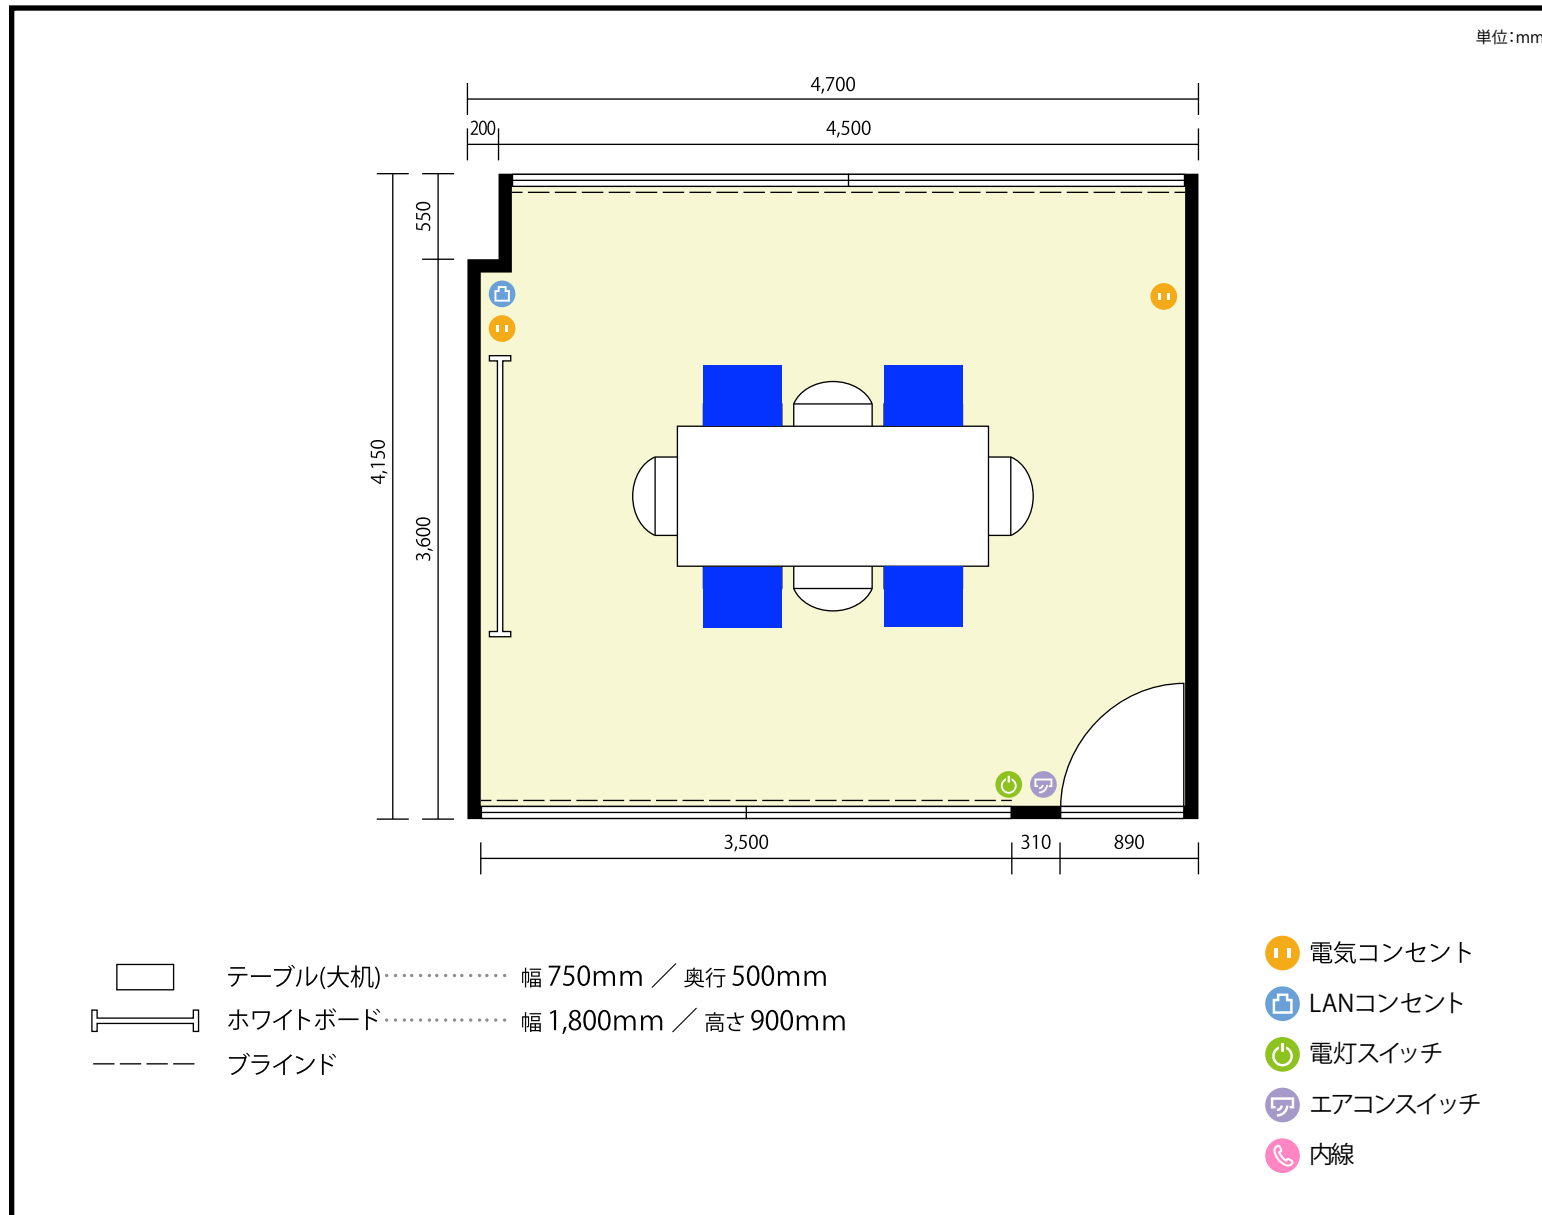 単位:mm
4,700
200
4,500
550
4,150
3,600
3,500
310
890
テーブル(大机)‥‥‥‥‥‥‥ 幅 750mm ／ 奥行 500mm
ホワイトボード‥‥‥‥‥‥‥ 幅 1,800mm ／ 高さ 900mm
ブラインド
電気コンセント
LANコンセント
電灯スイッチ
エアコンスイッチ
内線